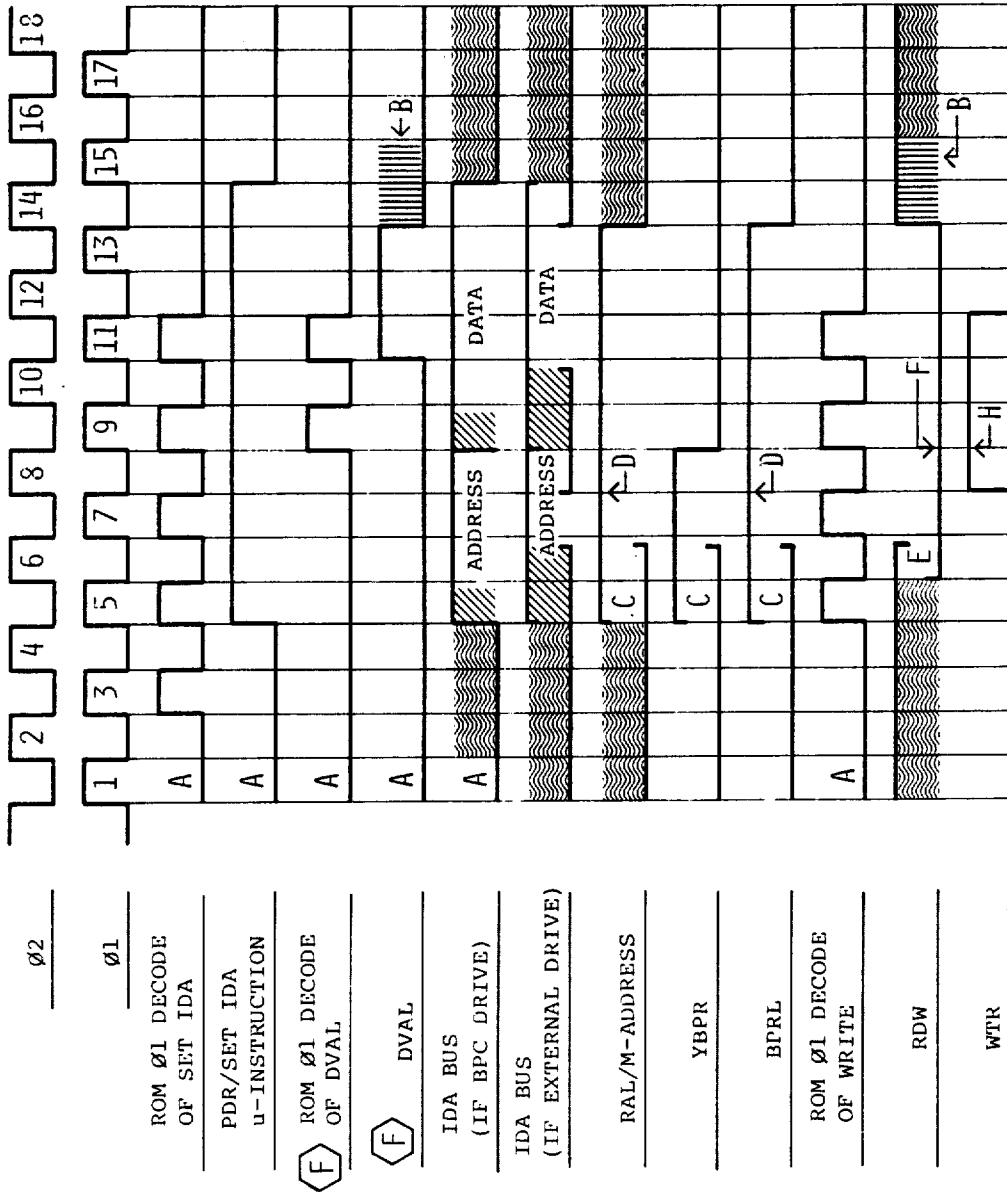 Ø2
2 4 6 8 10 12 14 16 18
Ø1
1 3 5 7 9 11 13 15 17
ROM Ø1 DECODE
OF SET IDA
A
PDR/SET IDA
u-INSTRUCTION
A
F
ROM Ø1 DECODE
OF DVAL
A
F
DVAL
A
B
IDA BUS
(IF BPC DRIVE)
A
ADDRESS
DATA
IDA BUS
(IF EXTERNAL DRIVE)
ADDRESS
DATA
RAL/M-ADDRESS
C
D
YBPR
C
BPRL
C
D
ROM Ø1 DECODE
OF WRITE
A
RDW
E
F
B
WTR
H